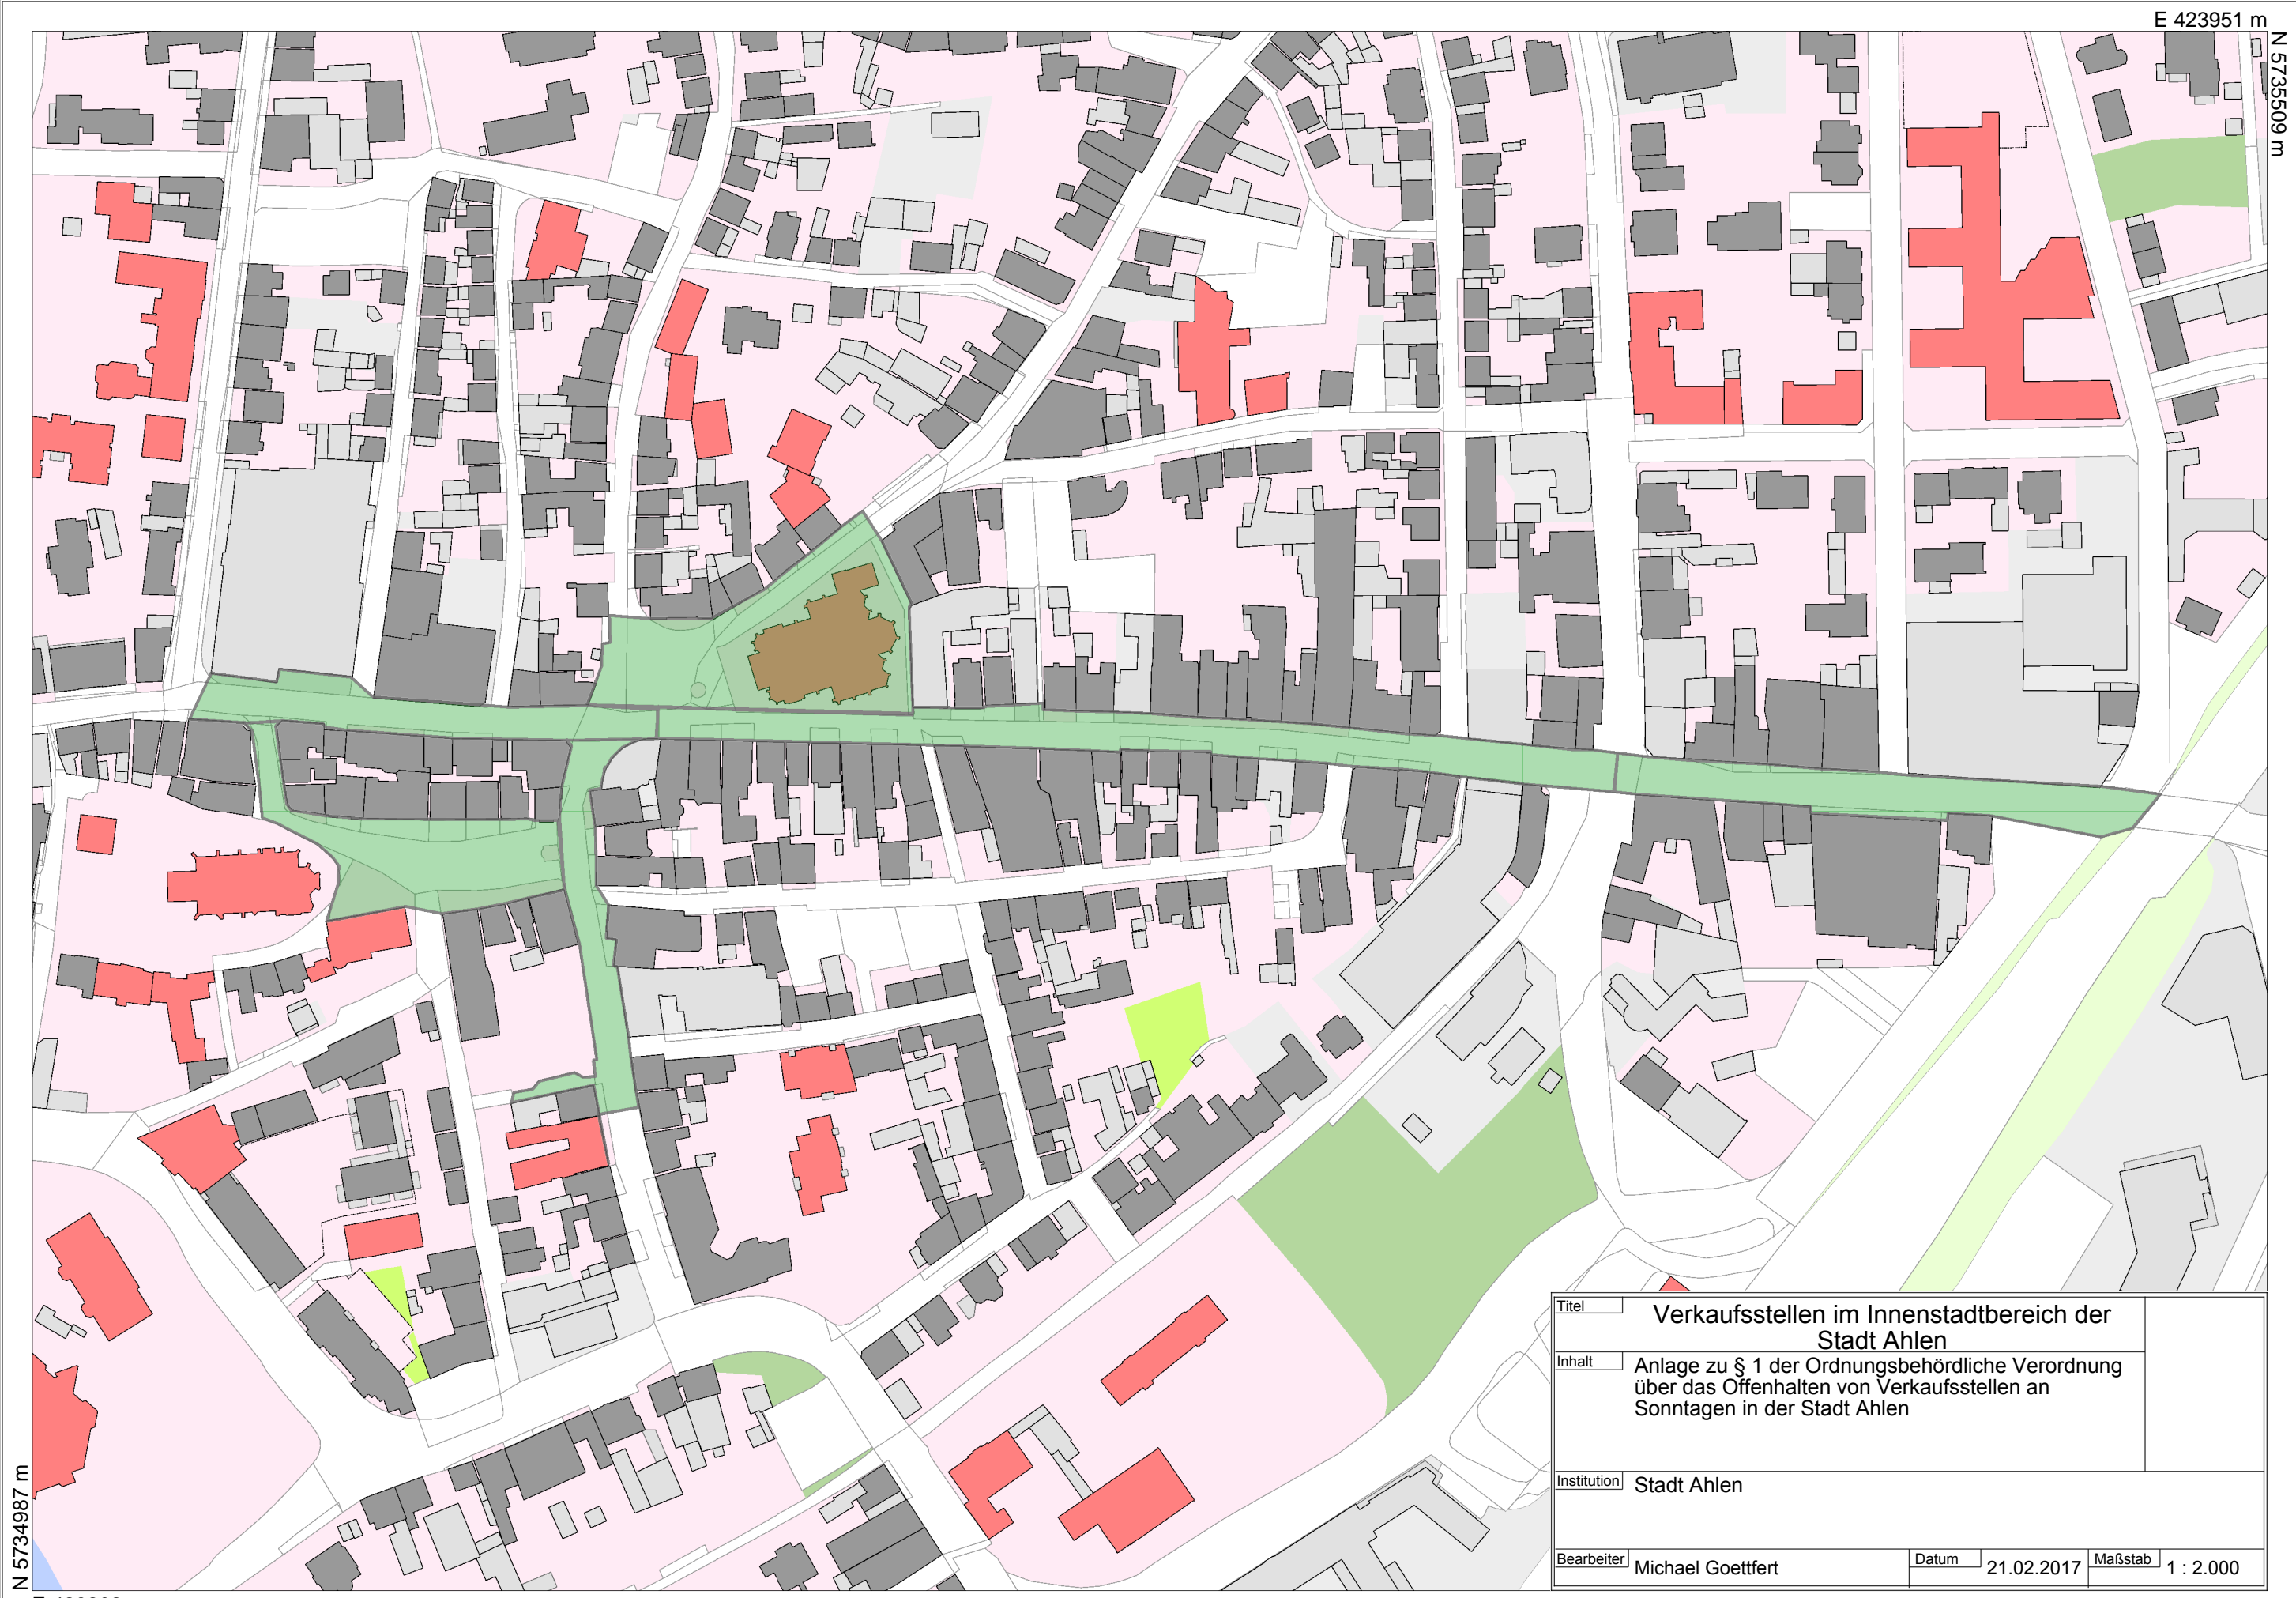 E 423951 m
N 5735509 m
N 5734987 m
Titel
Verkaufsstellen im Innenstadtbereich der
Stadt Ahlen
Inhalt
Anlage zu § 1 der Ordnungsbehördliche Verordnung
über das Offenhalten von Verkaufsstellen an
Sonntagen in der Stadt Ahlen
Institution
Stadt Ahlen
Bearbeiter
Michael Goettfert
Datum
21.02.2017
Maßstab
1 : 2.000